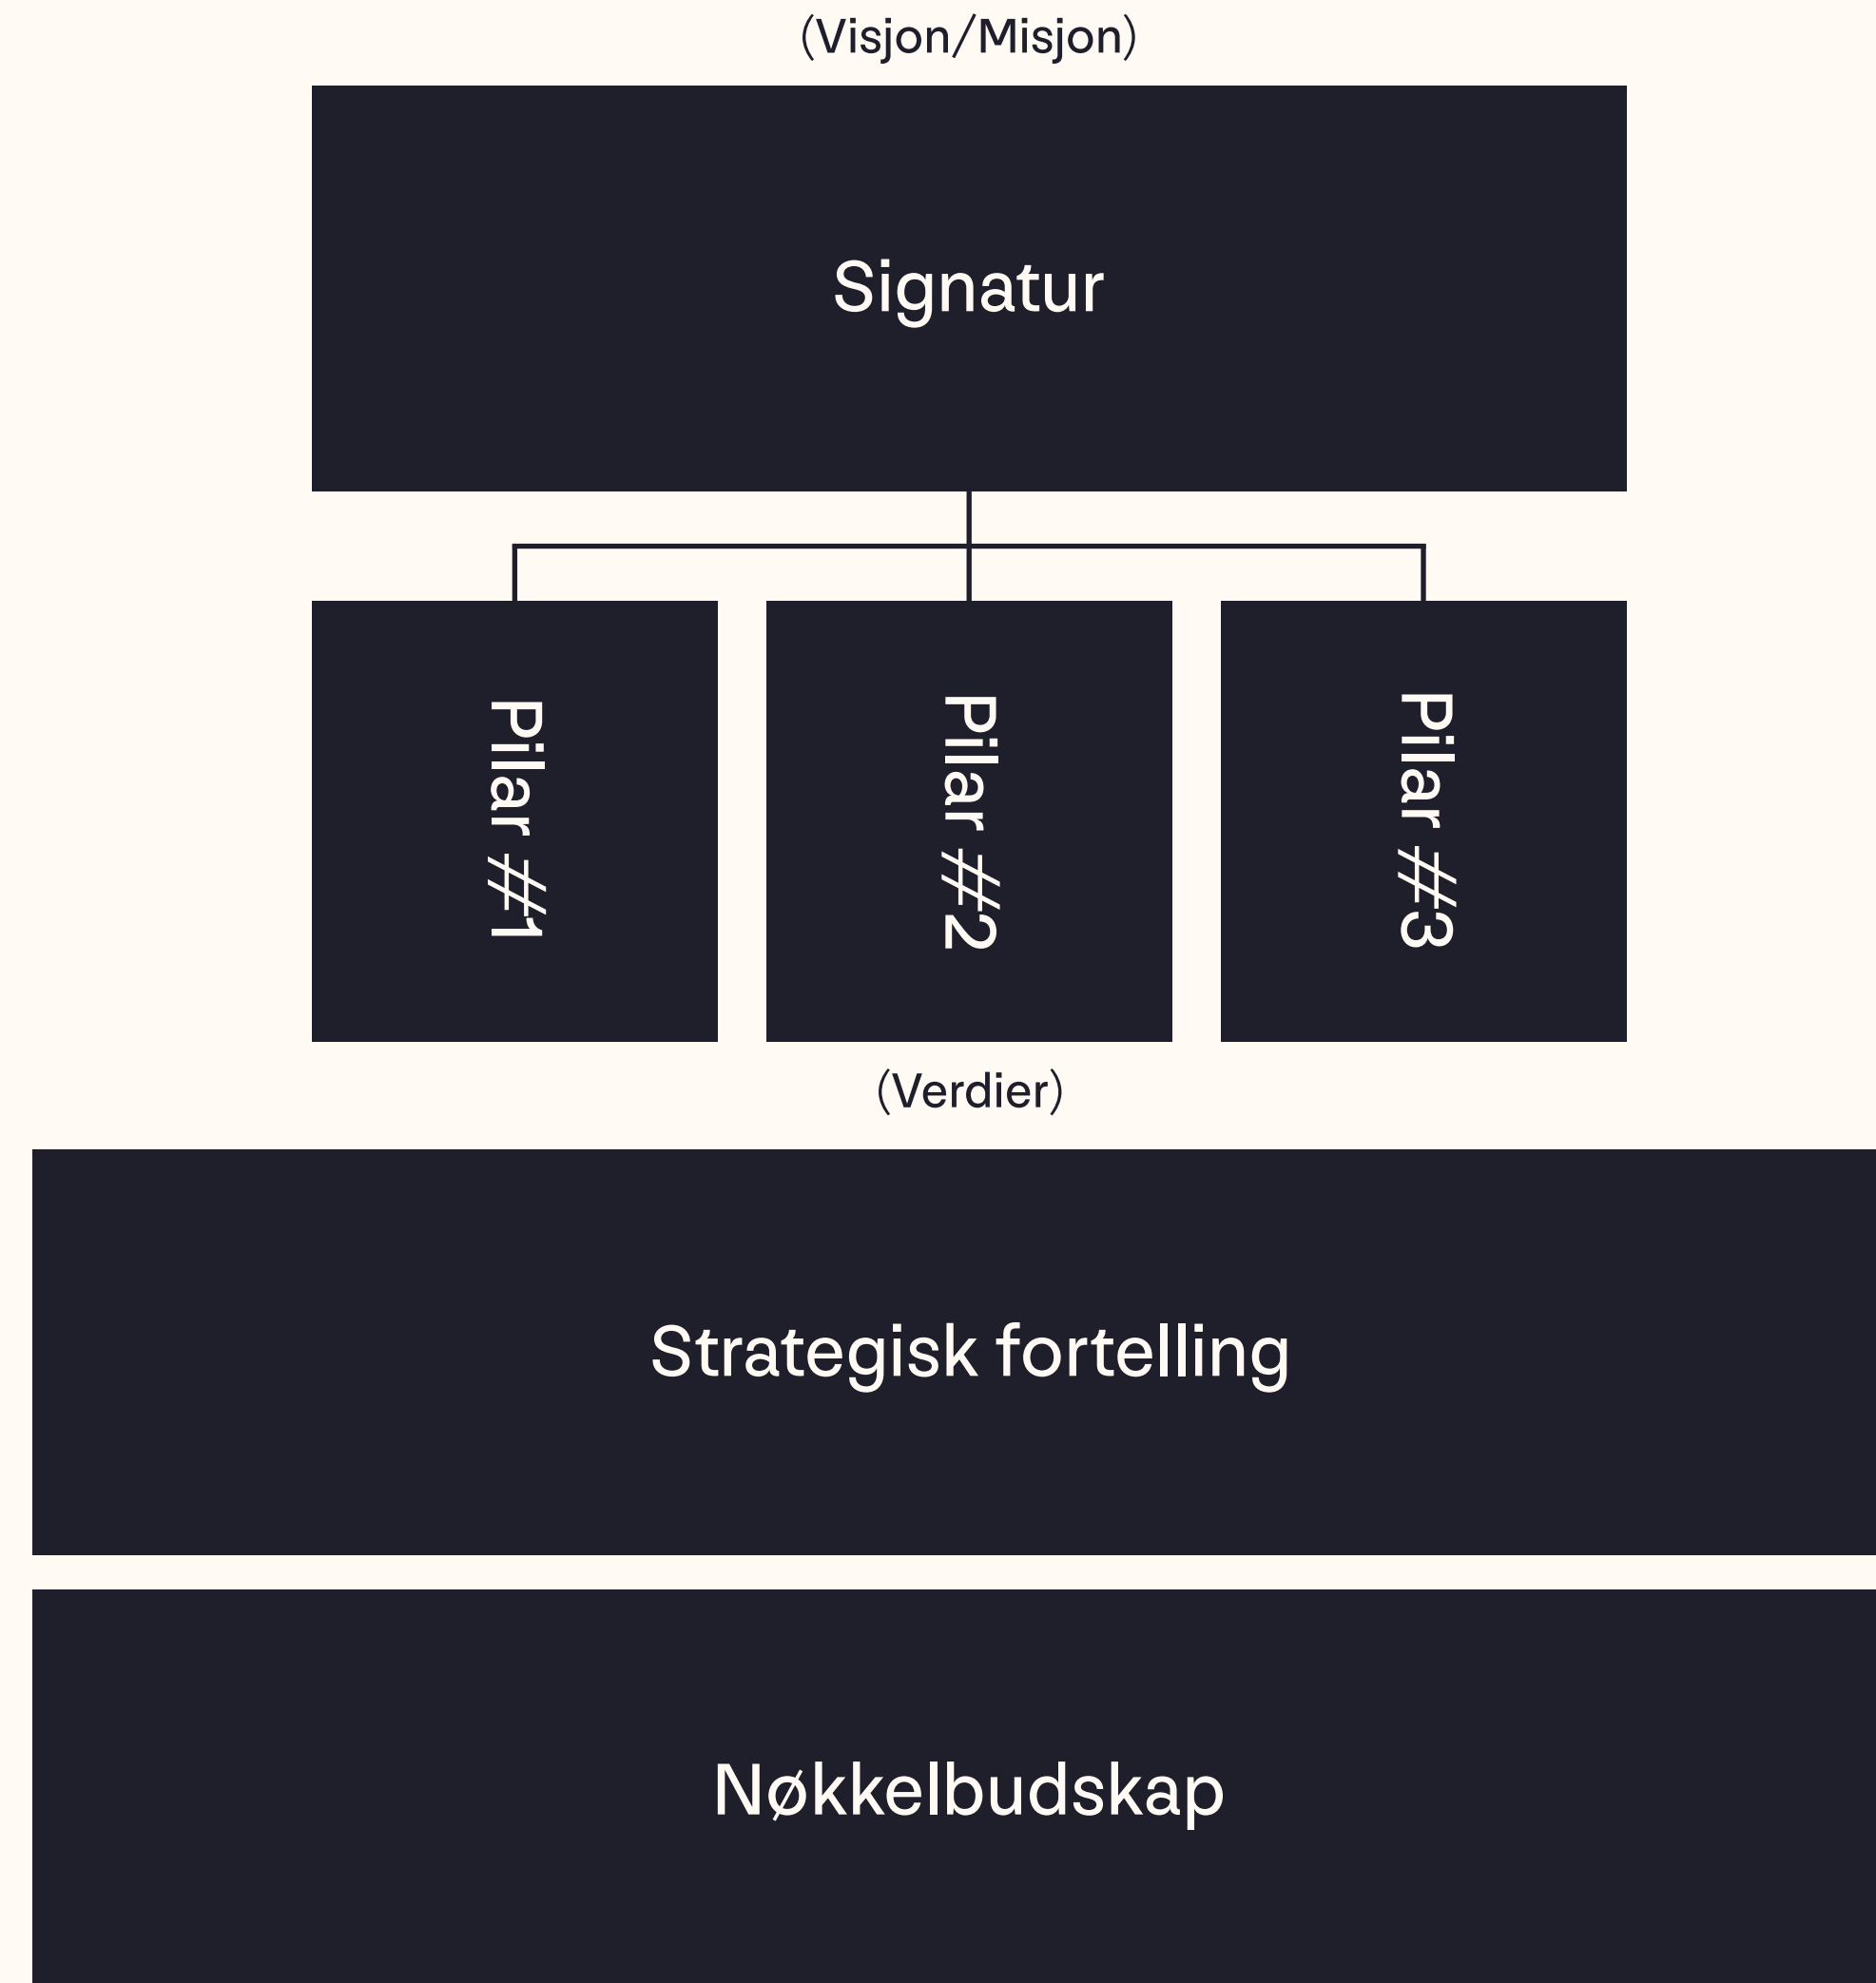 (Visjon/Misjon)
Signatur
Pilar #1
Pilar #2
Pilar #3
(Verdier)
Strategisk fortelling
Nøkkelbudskap